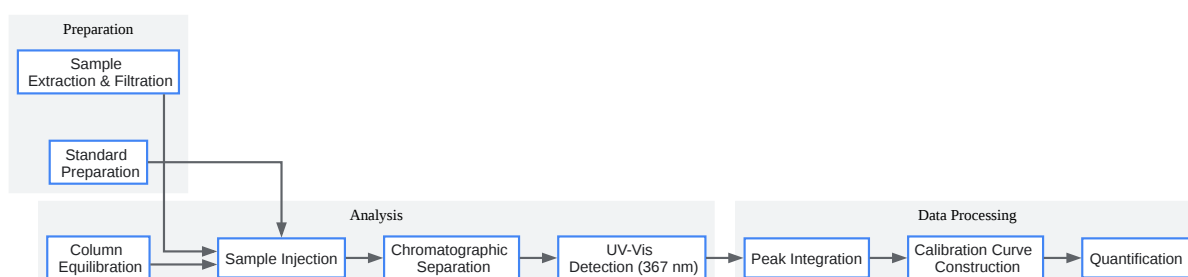 Preparation
Sample
Extraction & Filtration
Standard
Preparation
Analysis
Data Processing
Column
Equilibration
Sample Injection
Chromatographic
Separation
UV-Vis
Detection (367 nm)
Peak Integration
Calibration Curve
Construction
Quantification